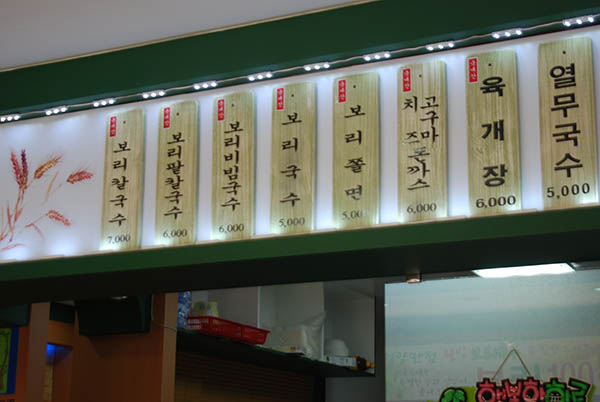 보리칼국수
7,000
보리팥칼국수
6,000
보리비빔국수
6,000
보리국수
5,000
보리쫄면
고구마
치즈돈까스
6,000
육개장
6,000
열무국수
5,000
100